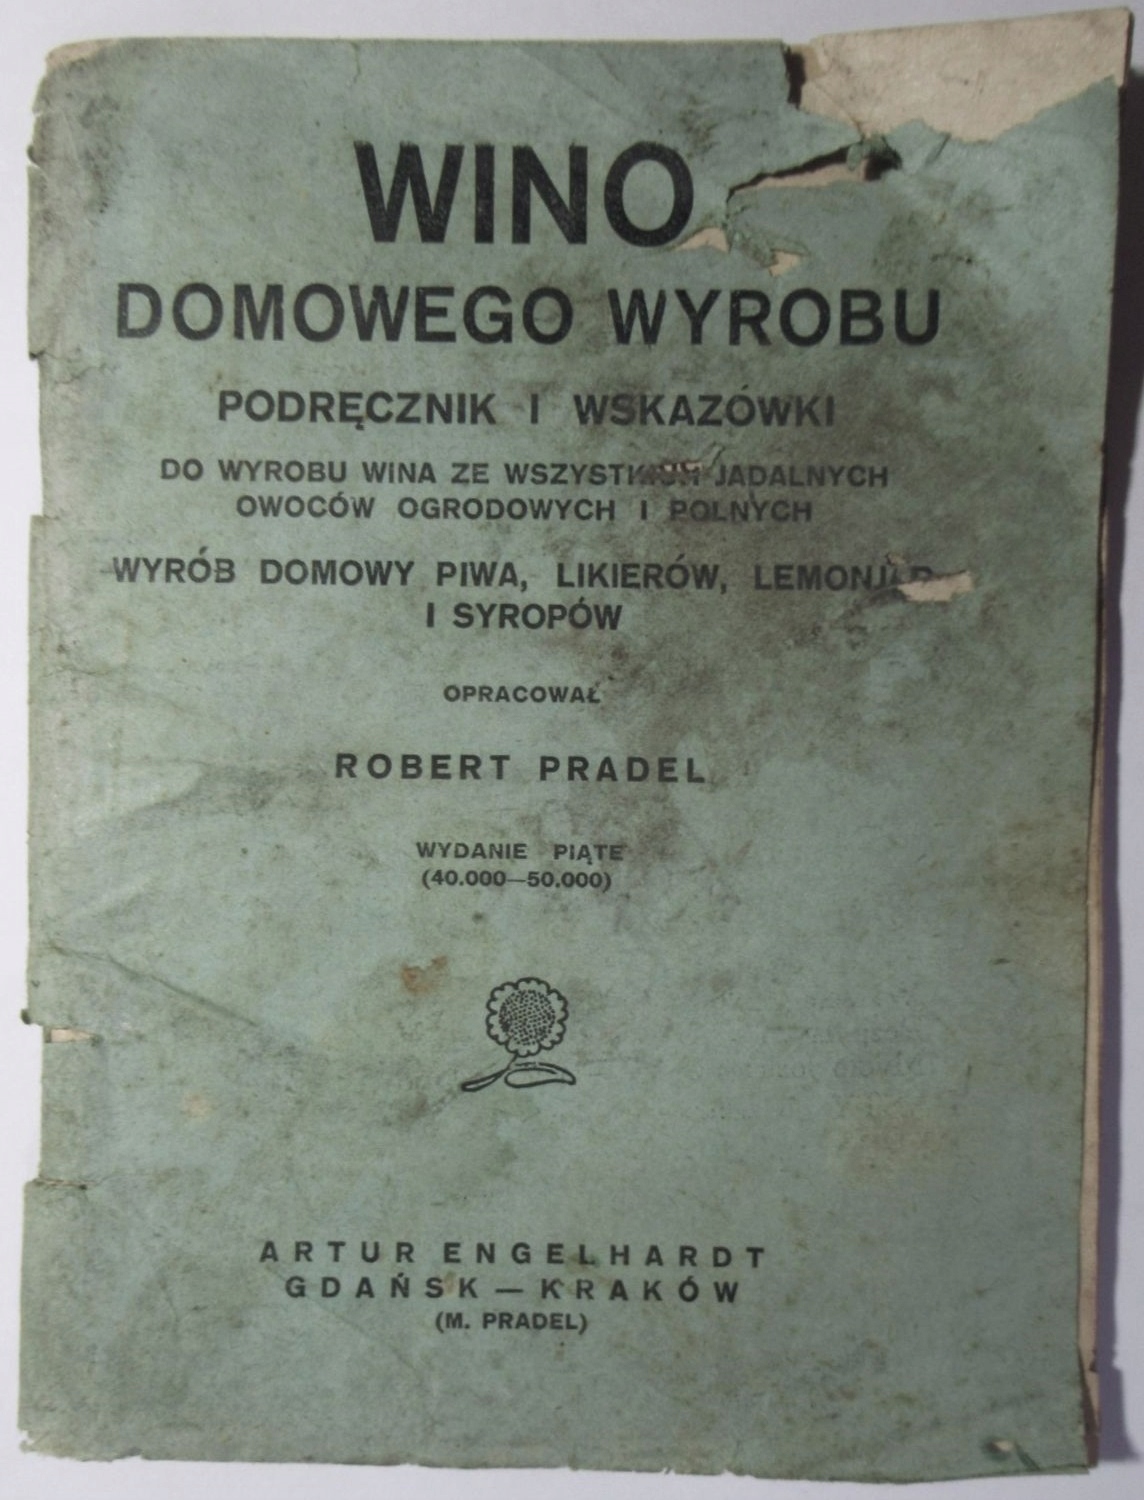 WINO
DOMOWEGO WYROBU
PODRĘCZNIK I WSKAZÓWKI
DO WYROBU WINA ZE WSZYSTKICH JADALNYCH
OWOCÓW OGRODOWYCH I POLNYCH
WYRÓB DOMOWY PIWA, LIKIERÓW,
I SYROPÓW
OPRACOWAŁ
ROBERT PRADEL
WYDANIE PIĄTE
(40.000—50.000)
ARTUR ENGELHARDT
GDAŃSK — KRAKÓW
(M. PRADEL)